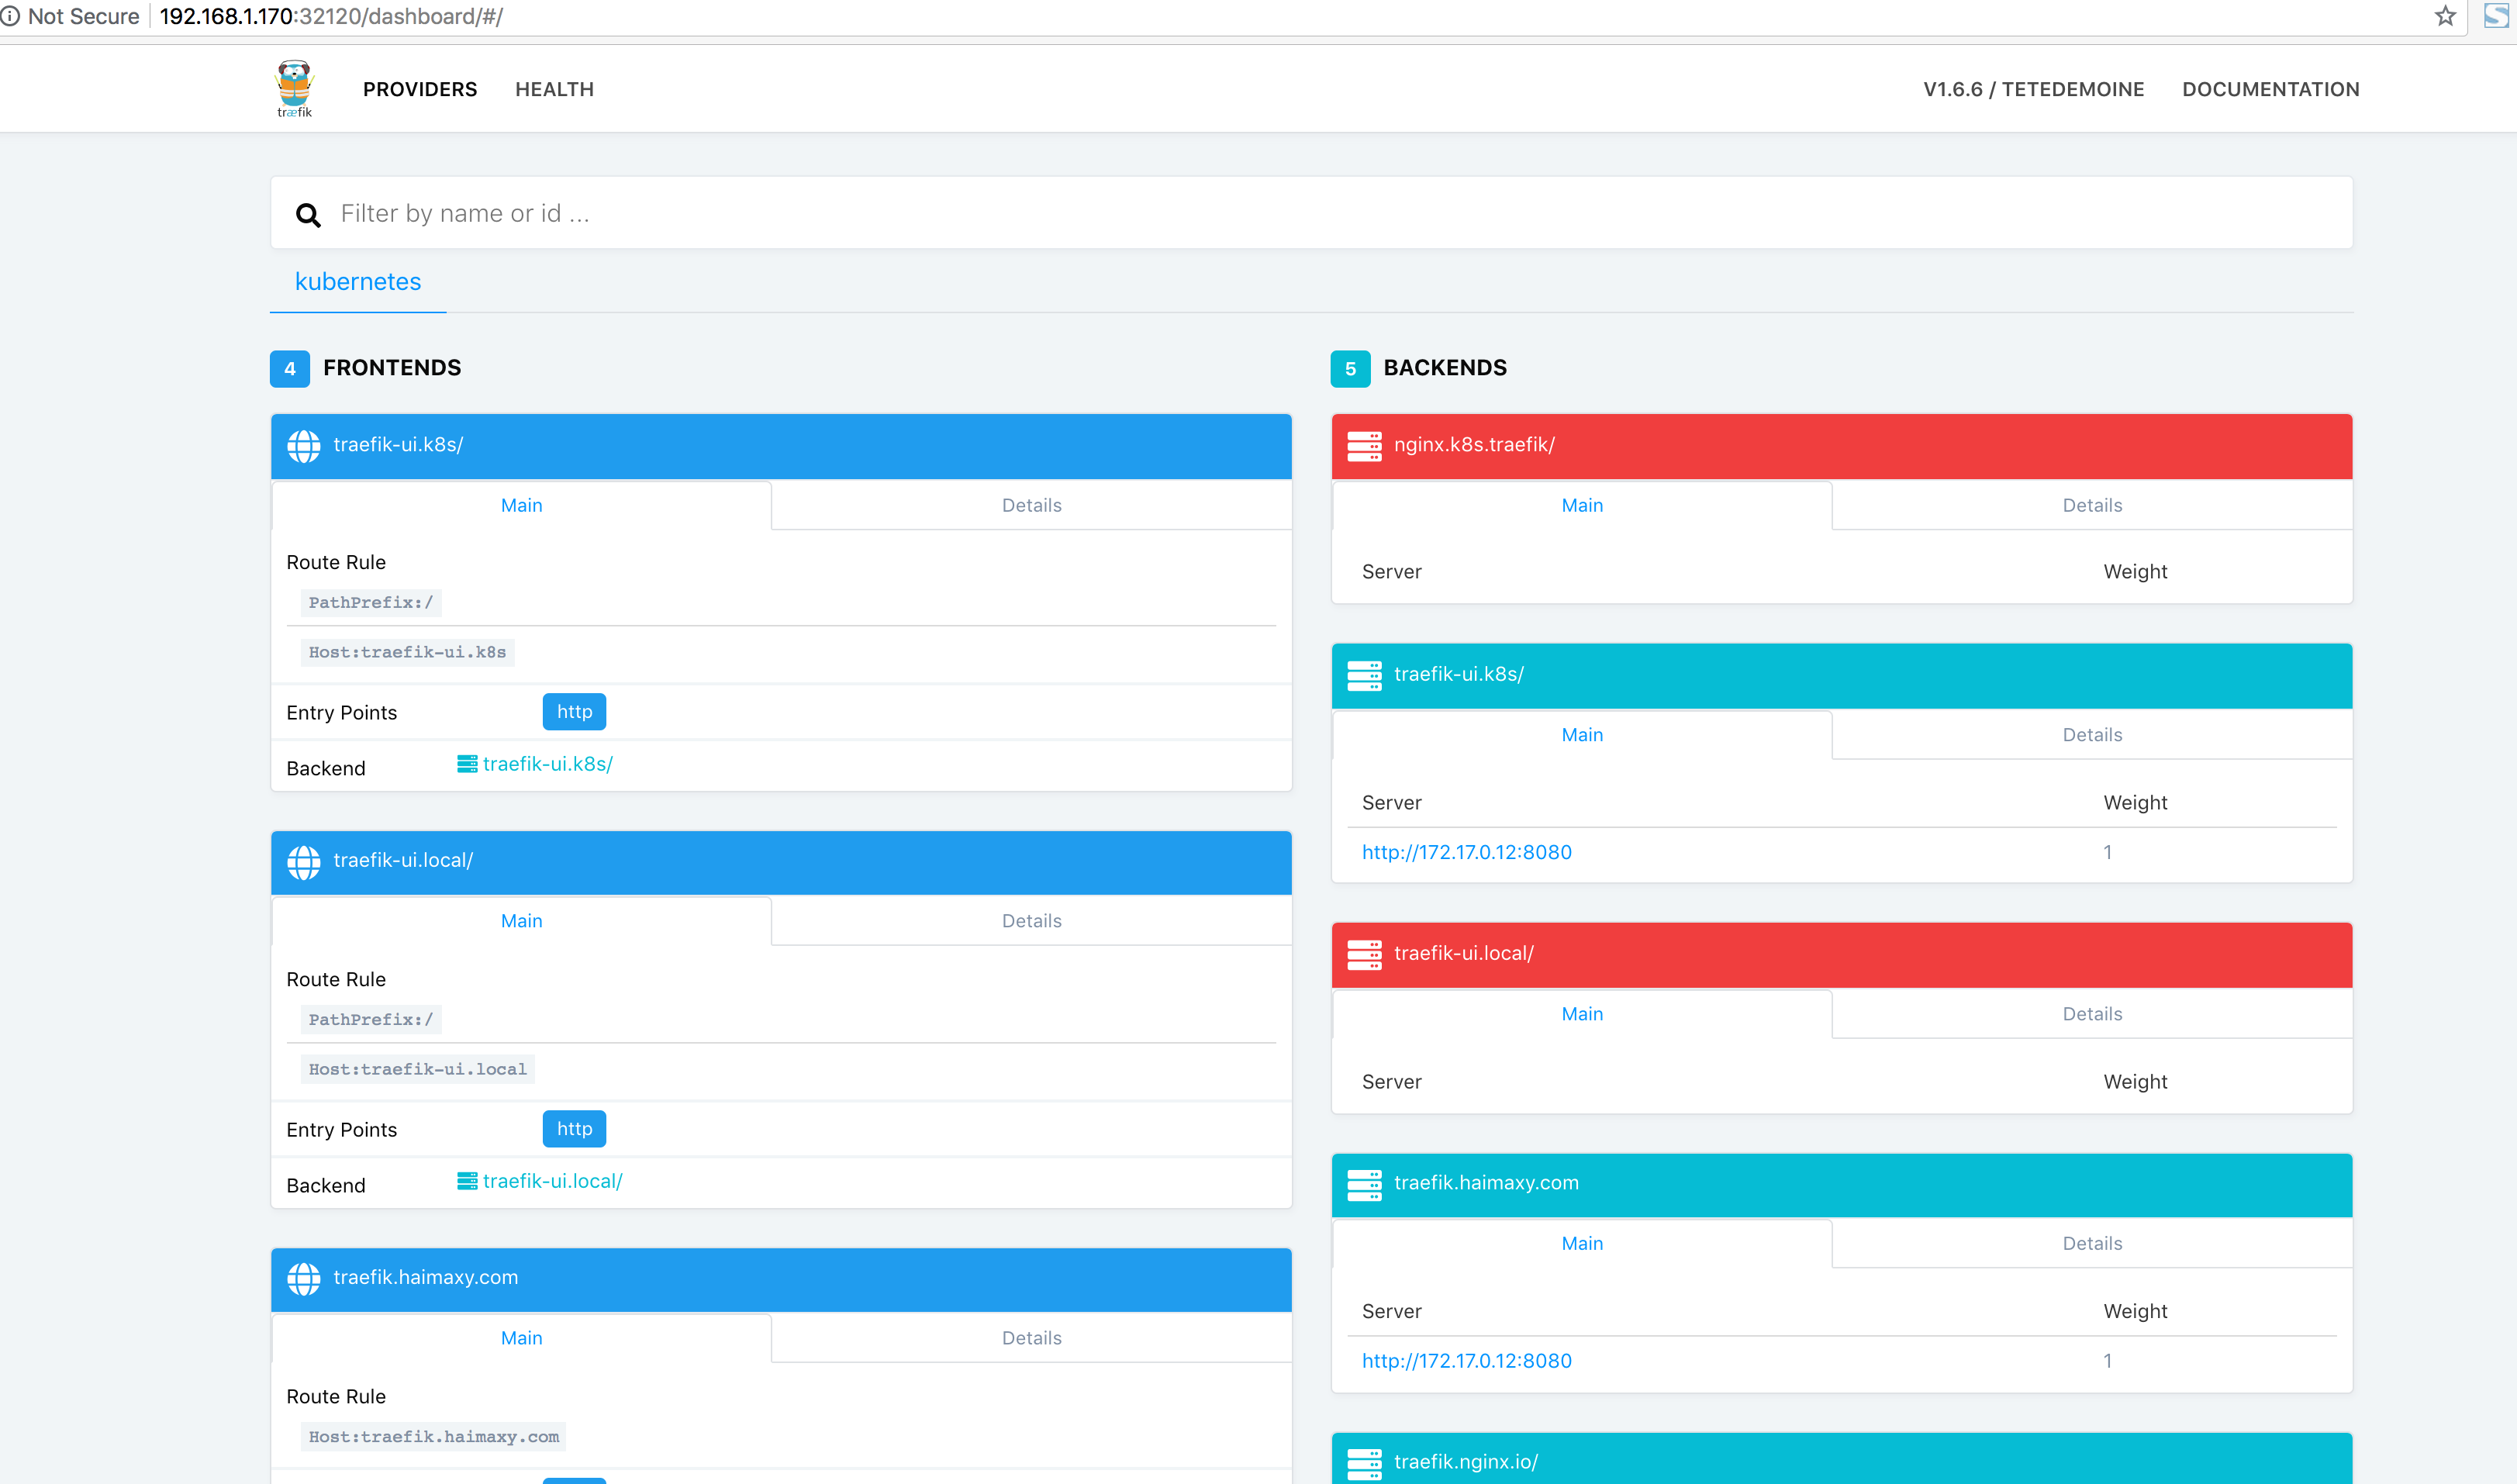 Not Secure 192.168.1.170:32120/dashboard/#/
træfik
PROVIDERS HEALTH V1.6.6 / TETEDEMOINE DOCUMENTATION
Filter by name or id ...
kubernetes
4 FRONTENDS
traefik-ui.k8s/
Main Details
Route Rule
PathPrefix:/
Host:traefik-ui.k8s
Entry Points http
Backend traefik-ui.k8s/
traefik-ui.local/
Main Details
Route Rule
PathPrefix:/
Host:traefik-ui.local
Entry Points http
Backend traefik-ui.local/
traefik.haimaxy.com
Main Details
Route Rule
Host:traefik.haimaxy.com
5 BACKENDS
nginx.k8s.traefik/
Main Details
Server Weight
traefik-ui.k8s/
Main Details
Server Weight
http://172.17.0.12:8080 1
traefik-ui.local/
Main Details
Server Weight
traefik.haimaxy.com
Main Details
Server Weight
http://172.17.0.12:8080 1
traefik.nginx.io/